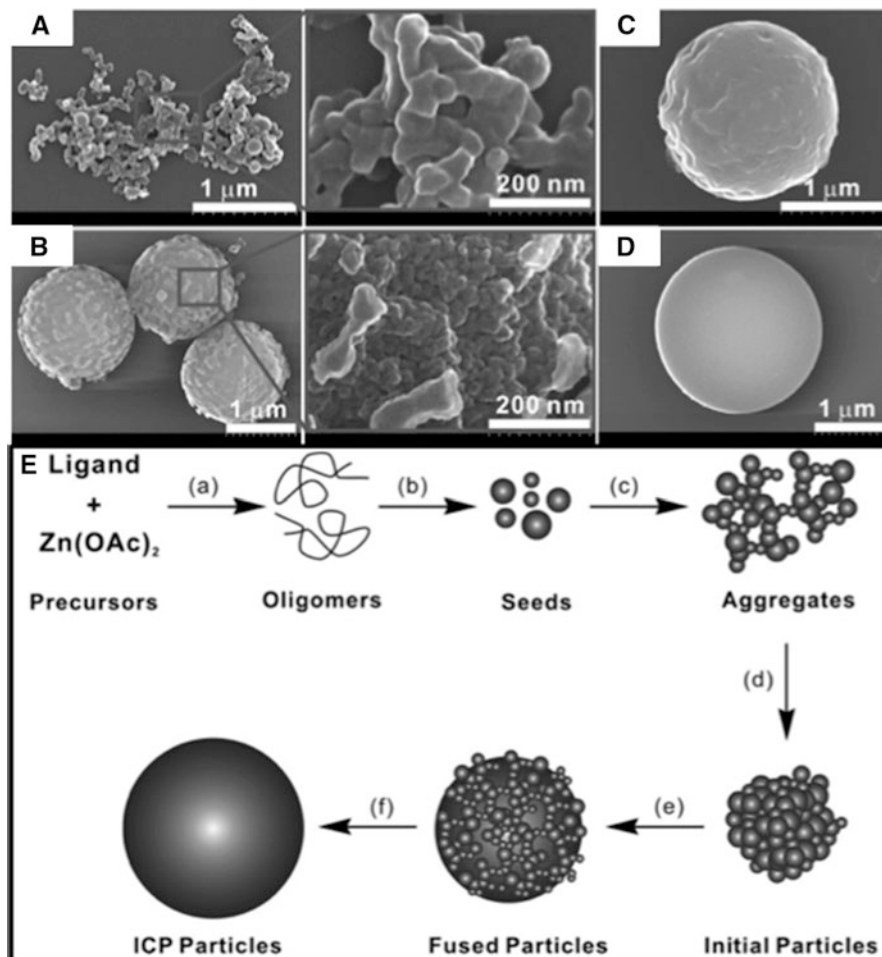 A
1 μm
200 nm
C
1 μm
B
1 μm
200 nm
D
1 μm
E
Ligand
+
Zn(OAc)₂
Precursors
(a)
Oligomers
(b)
Seeds
(c)
Aggregates
(d)
Initial Particles
(e)
Fused Particles
(f)
ICP Particles